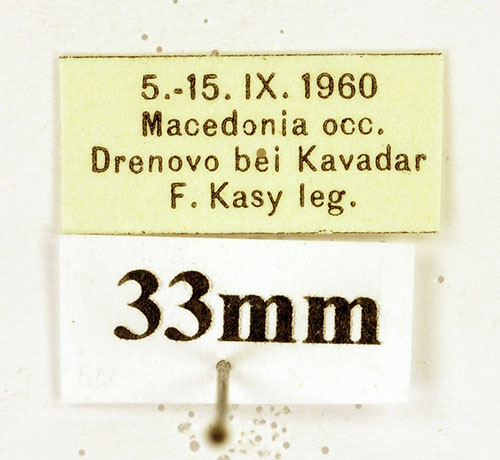 5.-15. IX. 1960
Macedonia occ.
Drenovo bei Kavadar
F. Kasy leg.
33mm